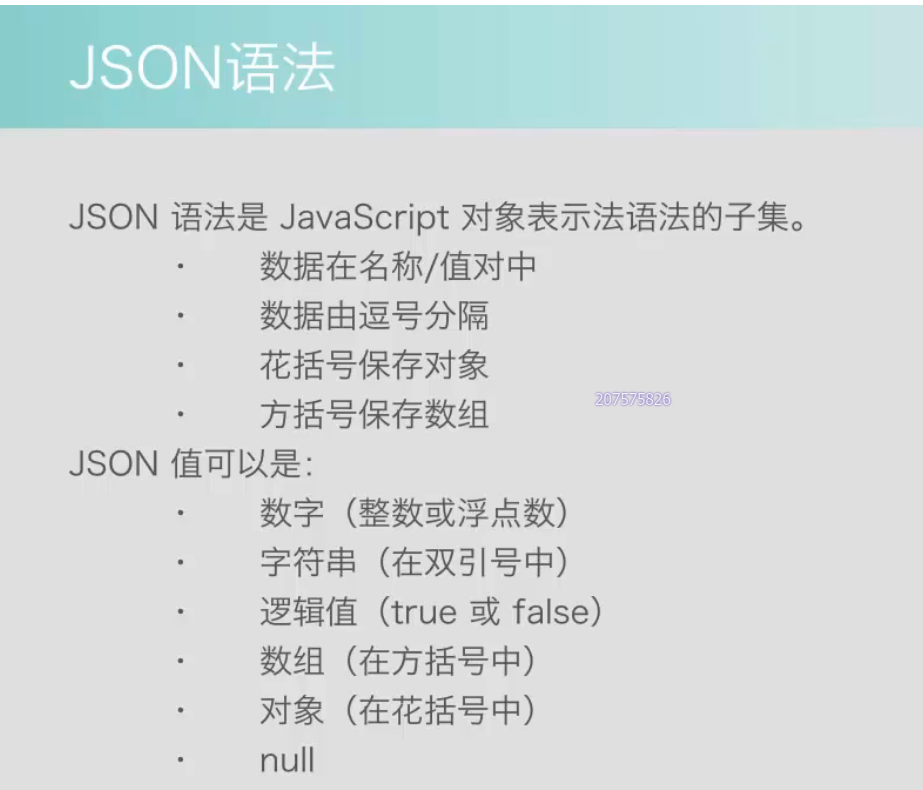 JSON语法
JSON 语法是 JavaScript 对象表示法语法的子集。
· 数据在名称/值对中
· 数据由逗号分隔
· 花括号保存对象
207575826
· 方括号保存数组
JSON 值可以是：
· 数字（整数或浮点数）
· 字符串（在双引号中）
· 逻辑值（true 或 false）
· 数组（在方括号中）
· 对象（在花括号中）
· null